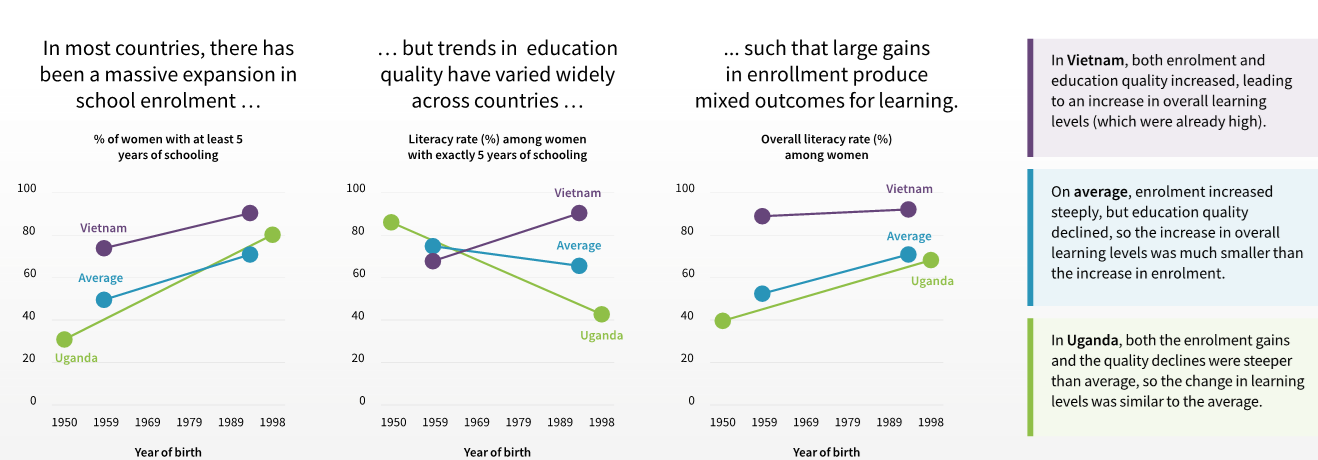 In most countries, there has
been a massive expansion in
school enrolment …
% of women with at least 5
years of schooling
100
80
60
40
20
0
Vietnam
Average
Uganda
1950 1959 1969 1979 1989 1998
Year of birth
… but trends in education
quality have varied widely
across countries …
Literacy rate (%) among women
with exactly 5 years of schooling
100
80
60
40
20
0
Vietnam
Average
Uganda
1950 1959 1969 1979 1989 1998
Year of birth
... such that large gains
in enrollment produce
mixed outcomes for learning.
Overall literacy rate (%)
among women
100
80
60
40
20
0
Vietnam
Average
Uganda
1950 1959 1969 1979 1989 1998
Year of birth
In Vietnam, both enrolment and
education quality increased, leading
to an increase in overall learning
levels (which were already high).
On average, enrolment increased
steeply, but education quality
declined, so the increase in overall
learning levels was much smaller than
the increase in enrolment.
In Uganda, both the enrolment gains
and the quality declines were steeper
than average, so the change in learning
levels was similar to the average.